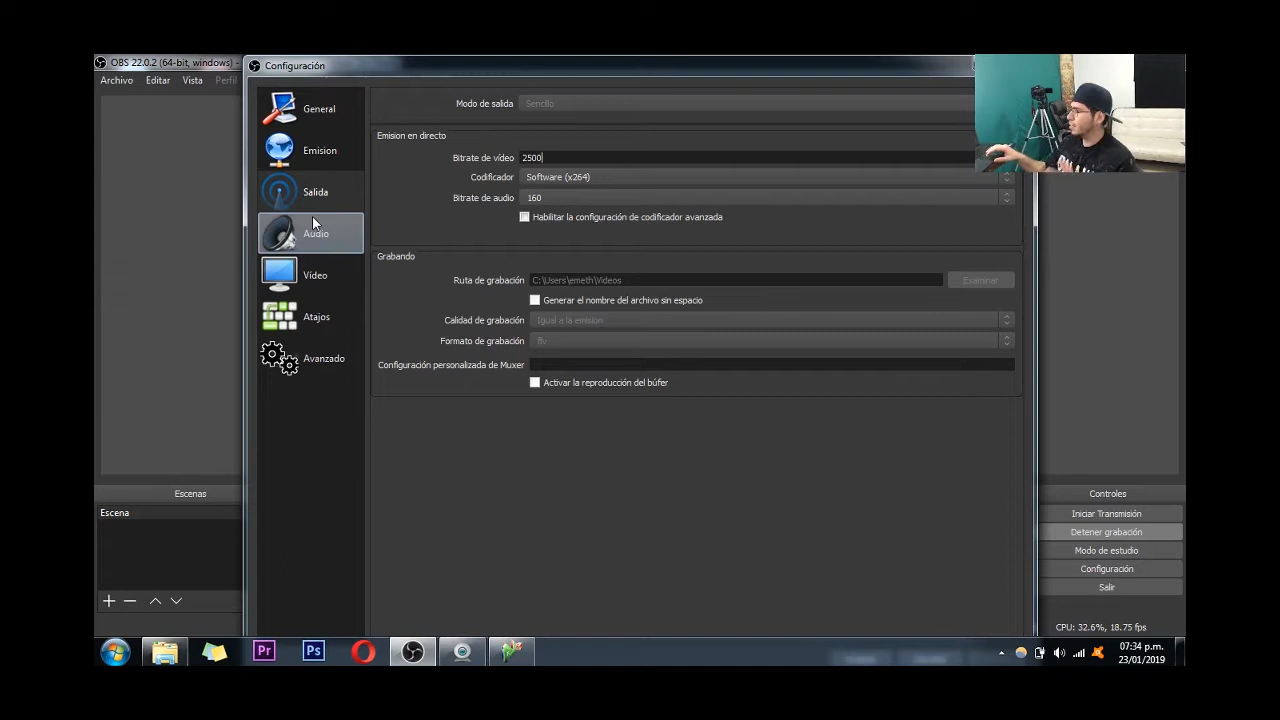 OBS 22.0.2 (64-bit, windows) -
Configuración
Archivo
Editar
Vista
Perfil
General
Emision
Salida
Audio
Vídeo
Atajos
Avanzado
Modo de salida
Sencillo
Emision en directo
Bitrate de vídeo
2500
Codificador
Software (x264)
Bitrate de audio
160
Habilitar la configuración de codificador avanzada
Grabando
Ruta de grabación
C:\Users\emeth\Videos
Examinar
Generar el nombre del archivo sin espacio
Calidad de grabación
Igual a la emision
Formato de grabación
flv
Configuración personalizada de Muxer
Activar la reproducción del búfer
Escenas
Escena
Controles
Iniciar Transmisión
Detener grabación
Modo de estudio
Configuración
Salir
CPU: 32.6%, 18.75 fps
Pr
Ps
07:34 p.m.
23/01/2019